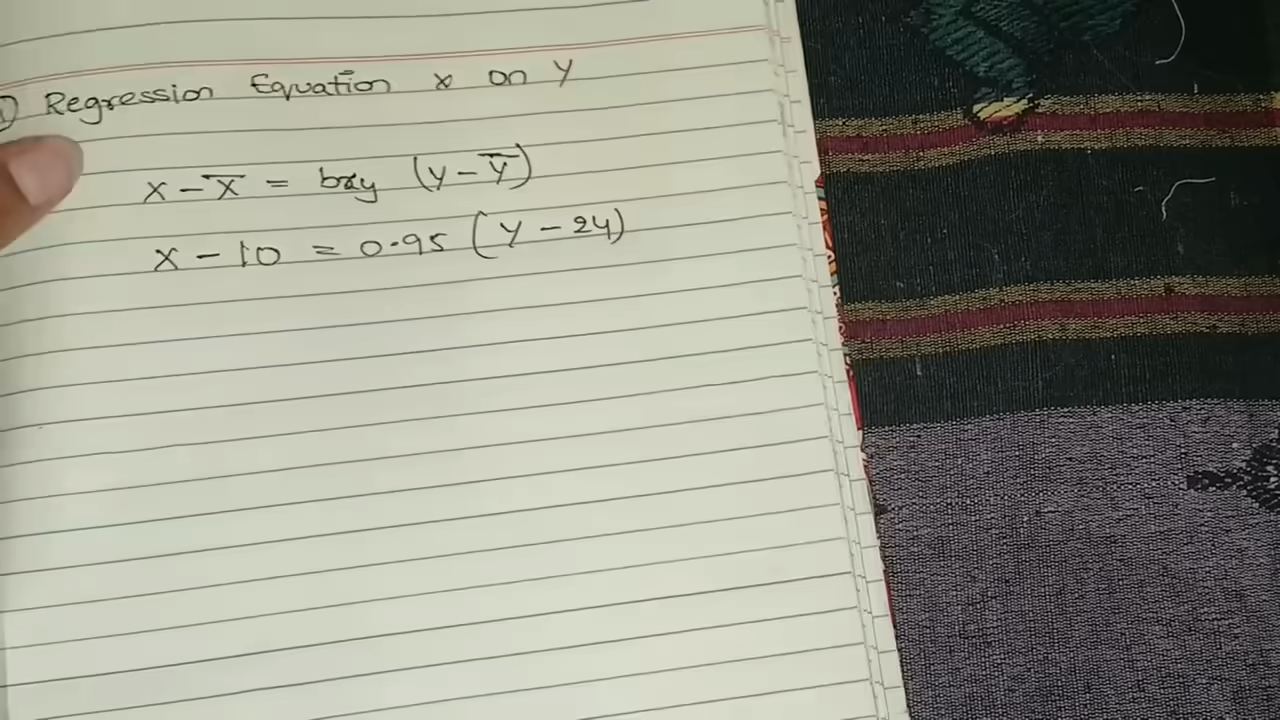 Regression Equation x on y
x - x̅ = bxy (y - y̅)
x - 10 = 0.95 (y - 24)